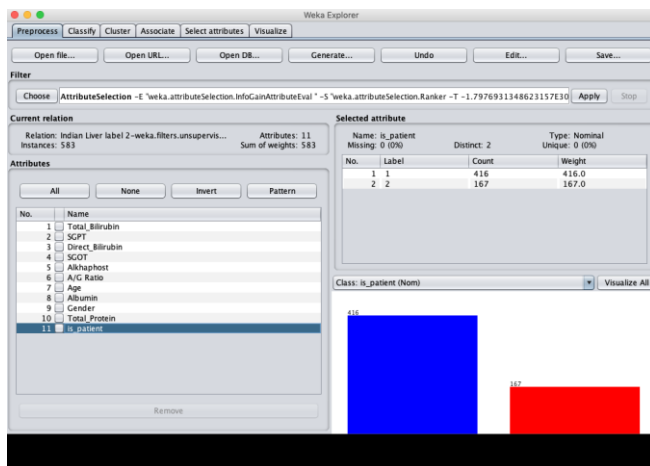 Weka Explorer
Preprocess Classify Cluster Associate Select attributes Visualize
Open file... Open URL... Open DB... Generate... Undo Edit... Save...
Filter
Choose AttributeSelection -E "weka.attributeSelection.InfoGainAttributeEval " -S "weka.attributeSelection.Ranker -T -1.7976931348623157E30 Apply Stop
Current relation
Relation: Indian Liver label 2-weka.filters.unsupervis... Attributes: 11
Instances: 583 Sum of weights: 583
Attributes
All None Invert Pattern
No. Name
1 Total_Bilirubin
2 SGPT
3 Direct_Bilirubin
4 SGOT
5 Alkhaphost
6 A/G Ratio
7 Age
8 Albumin
9 Gender
10 Total_Protein
11 is_patient
Remove
Selected attribute
Name: is_patient Type: Nominal
Missing: 0 (0%) Distinct: 2 Unique: 0 (0%)
No. Label Count Weight
1 1 416 416.0
2 2 167 167.0
Class: is_patient (Nom) Visualize All
416
167